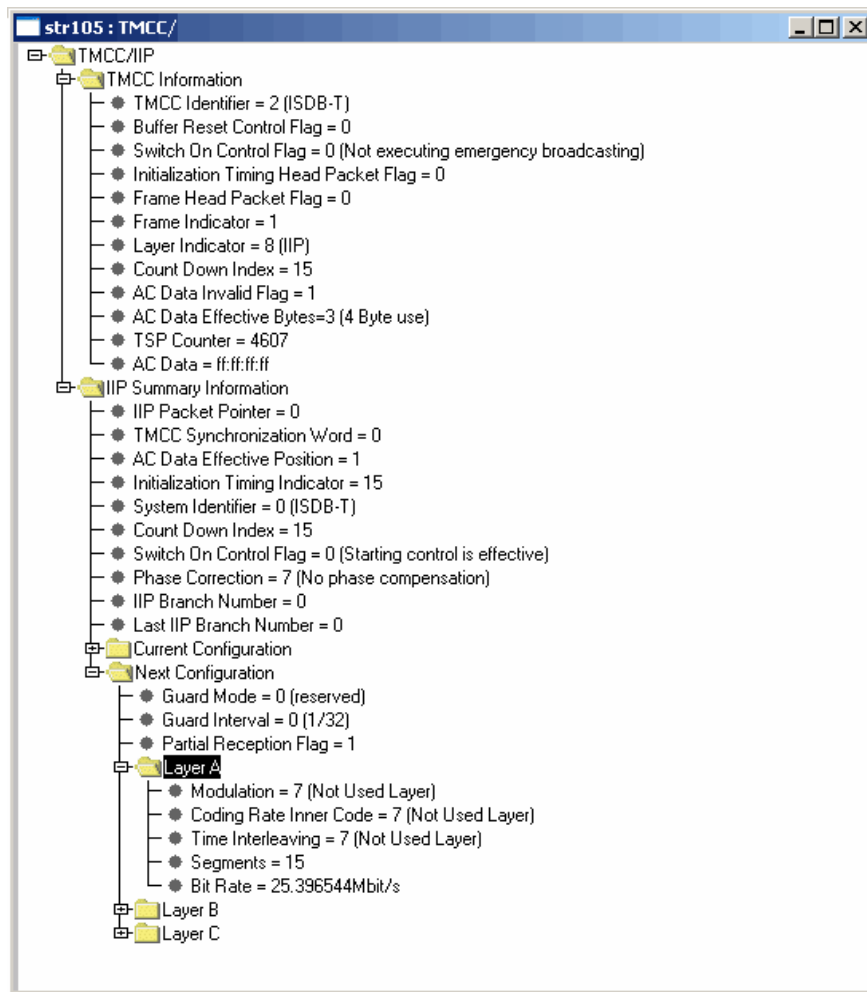 str105 : TMCC/
TMCC/IIP
TMCC Information
TMCC Identifier = 2 (ISDB-T)
Buffer Reset Control Flag = 0
Switch On Control Flag = 0 (Not executing emergency broadcasting)
Initialization Timing Head Packet Flag = 0
Frame Head Packet Flag = 0
Frame Indicator = 1
Layer Indicator = 8 (IIP)
Count Down Index = 15
AC Data Invalid Flag = 1
AC Data Effective Bytes=3 (4 Byte use)
TSP Counter = 4607
AC Data = ff:ff:ff:ff
IIP Summary Information
IIP Packet Pointer = 0
TMCC Synchronization Word = 0
AC Data Effective Position = 1
Initialization Timing Indicator = 15
System Identifier = 0 (ISDB-T)
Count Down Index = 15
Switch On Control Flag = 0 (Starting control is effective)
Phase Correction = 7 (No phase compensation)
IIP Branch Number = 0
Last IIP Branch Number = 0
Current Configuration
Next Configuration
Guard Mode = 0 (reserved)
Guard Interval = 0 (1/32)
Partial Reception Flag = 1
Layer A
Modulation = 7 (Not Used Layer)
Coding Rate Inner Code = 7 (Not Used Layer)
Time Interleaving = 7 (Not Used Layer)
Segments = 15
Bit Rate = 25.396544Mbit/s
Layer B
Layer C